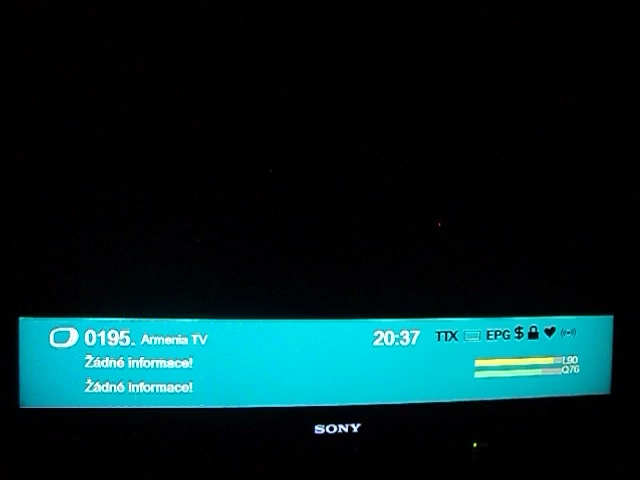 0195. Armenia TV 20:37 TTX EPG $
Žádné informace!
L90
Q76
Žádné informace!
SONY